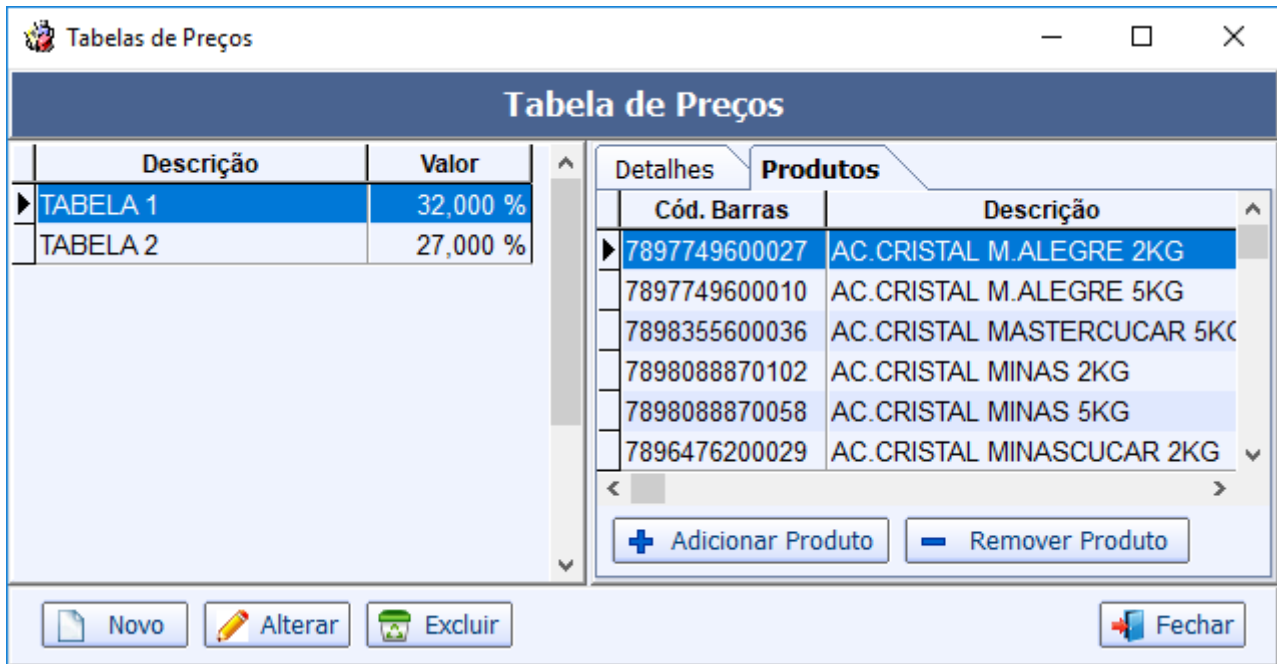 Tabelas de Preços
Tabela de Preços
Descrição Valor
TABELA 1 32,000 %
TABELA 2 27,000 %
Detalhes Produtos
Cód. Barras Descrição
7897749600027 AC.CRISTAL M.ALEGRE 2KG
7897749600010 AC.CRISTAL M.ALEGRE 5KG
7898355600036 AC.CRISTAL MASTERCUCAR 5KG
7898088870102 AC.CRISTAL MINAS 2KG
7898088870058 AC.CRISTAL MINAS 5KG
7896476200029 AC.CRISTAL MINASCUCAR 2KG
Adicionar Produto Remover Produto
Novo Alterar Excluir Fechar